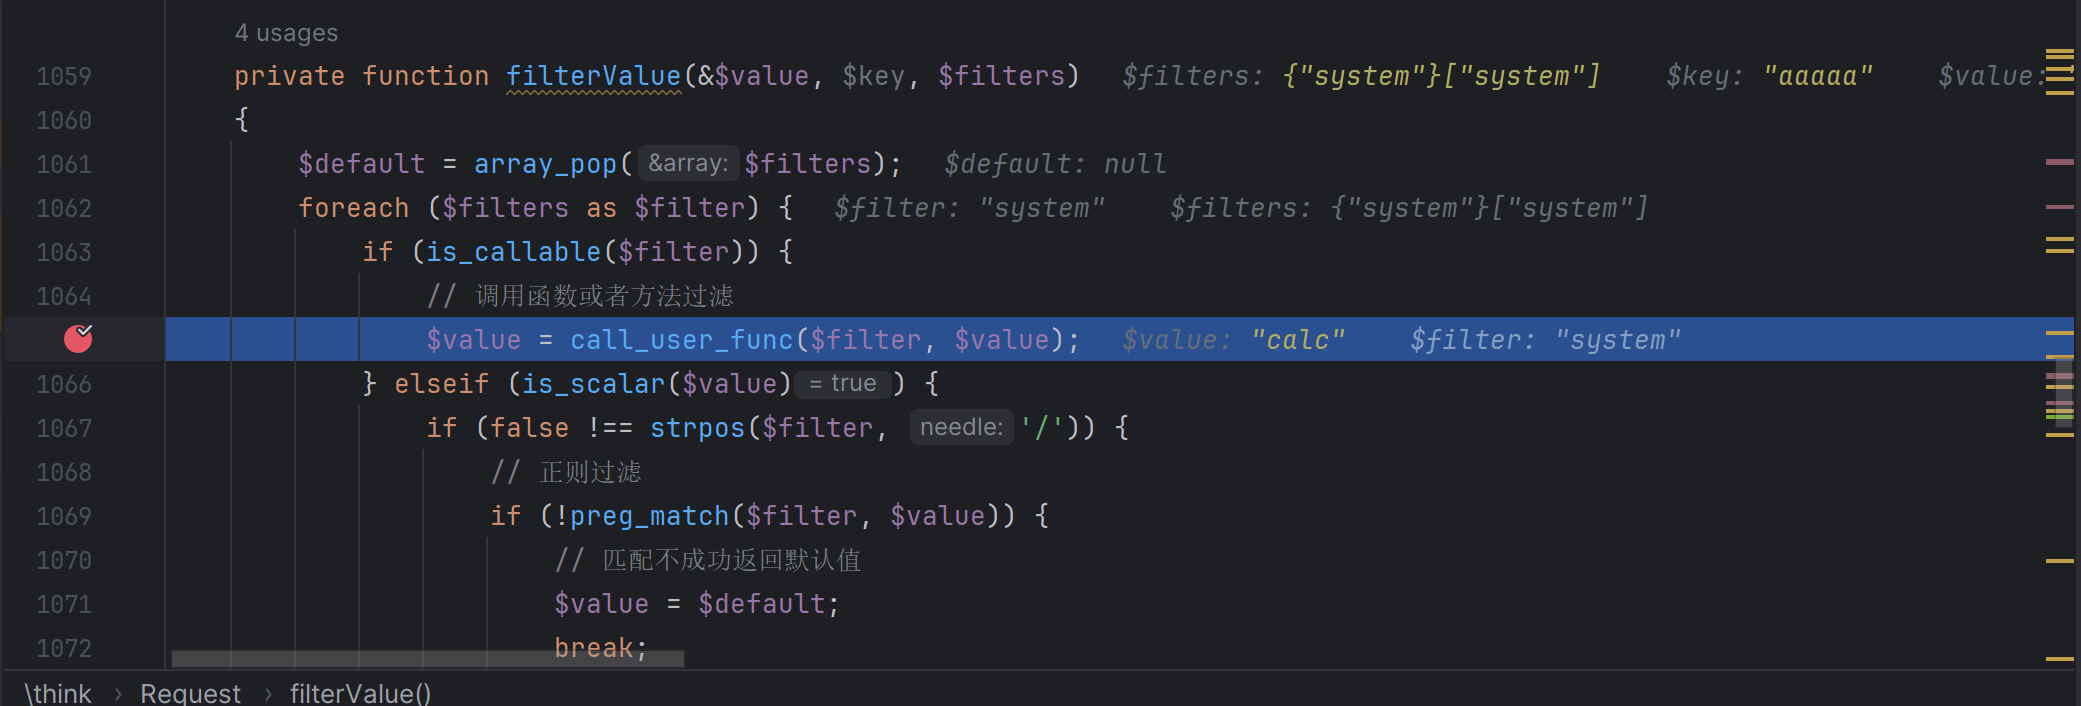 4 usages
1059 private function filterValue(&$value, $key, $filters) $filters: {"system"}["system"] $key: "aaaaa" $value:
1060 {
1061 $default = array_pop( &array: $filters); $default: null
1062 foreach ($filters as $filter) { $filter: "system" $filters: {"system"}["system"]
1063 if (is_callable($filter)) {
1064 // 调用函数或者方法过滤
$value = call_user_func($filter, $value); $value: "calc" $filter: "system"
1066 } elseif (is_scalar($value) = true ) {
1067 if (false !== strpos($filter, needle: '/')) {
1068 // 正则过滤
1069 if (!preg_match($filter, $value)) {
1070 // 匹配不成功返回默认值
1071 $value = $default;
1072 break;
\think › Request › filterValue()